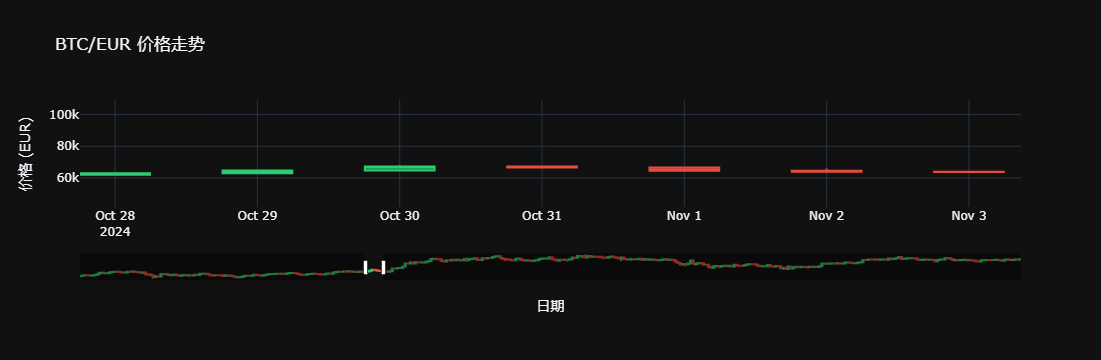 BTC/EUR 价格走势
价格 (EUR)
100k
80k
60k
Oct 28
2024
Oct 29
Oct 30
Oct 31
Nov 1
Nov 2
Nov 3
日期